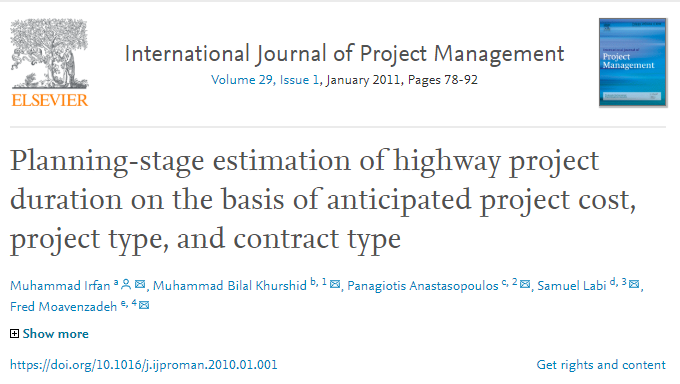 ELSEVIER
International Journal of Project Management
Volume 29, Issue 1, January 2011, Pages 78-92
Project
Management
Planning-stage estimation of highway project
duration on the basis of anticipated project cost,
project type, and contract type
Muhammad Irfan a, Muhammad Bilal Khurshid b, 1, Panagiotis Anastasopoulos c, 2, Samuel Labi d, 3,
Fred Moavenzadeh e, 4
Show more
https://doi.org/10.1016/j.ijproman.2010.01.001
Get rights and content